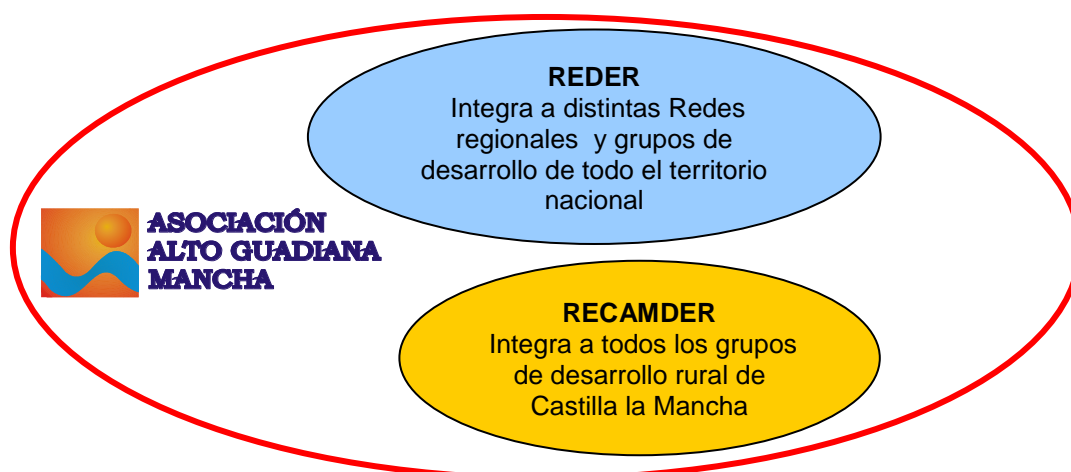 REDER
Integra a distintas Redes
regionales y grupos de
desarrollo de todo el territorio
nacional
ASOCIACIÓN
ALTO GUADIANA
MANCHA
RECAMDER
Integra a todos los grupos
de desarrollo rural de
Castilla la Mancha